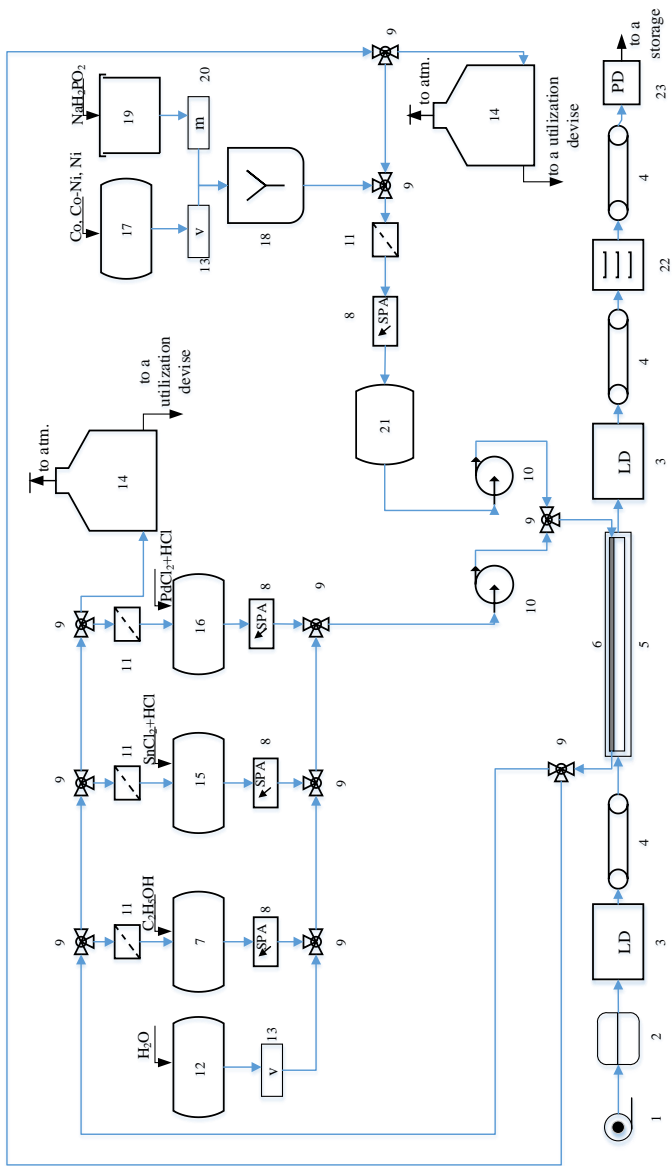 to atm.
9
9
9
Co, Co-Ni, Ni
NaH₂PO₂
11
11
11
14
17
19
H₂O
C₂H₅OH
SnCl₂+HCl
PdCl₂+HCl
to a
utilization
devise
12
7
15
16
13
v
m
20
v
13
SPA
8
SPA
8
SPA
8
18
9
9
9
8
11
SPA
21
9
9
to atm.
14
10
9
10
to a utilization
devise
9
6
LD
LD
PD
to a
storage
1
2
3
4
5
3
4
22
4
23